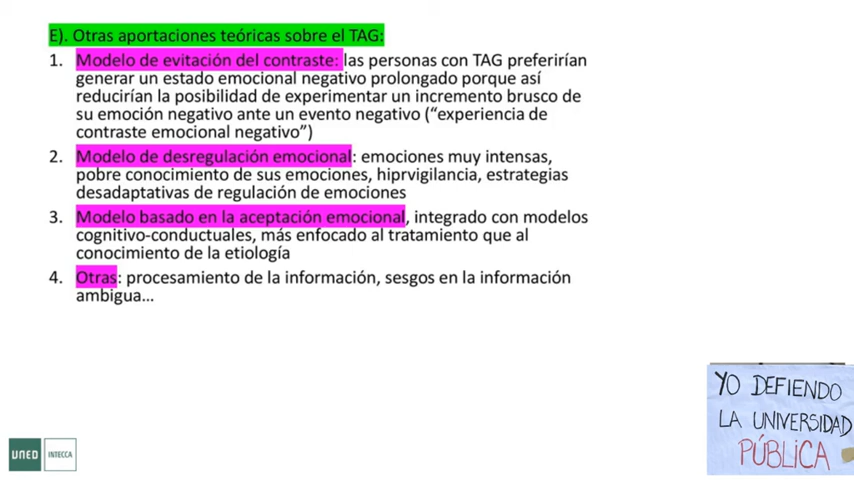 E). Otras aportaciones teóricas sobre el TAG:
1. Modelo de evitación del contraste: las personas con TAG preferirían
generar un estado emocional negativo prolongado porque así
reducirían la posibilidad de experimentar un incremento brusco de
su emoción negativo ante un evento negativo (“experiencia de
contraste emocional negativo”)
2. Modelo de desregulación emocional: emociones muy intensas,
pobre conocimiento de sus emociones, hiprvigilancia, estrategias
desadaptativas de regulación de emociones
3. Modelo basado en la aceptación emocional, integrado con modelos
cognitivo-conductuales, más enfocado al tratamiento que al
conocimiento de la etiología
4. Otras: procesamiento de la información, sesgos en la información
ambigua...
YO DEFIENDO
LA UNIVERSIDAD
PÚBLICA
UNED INTECCA